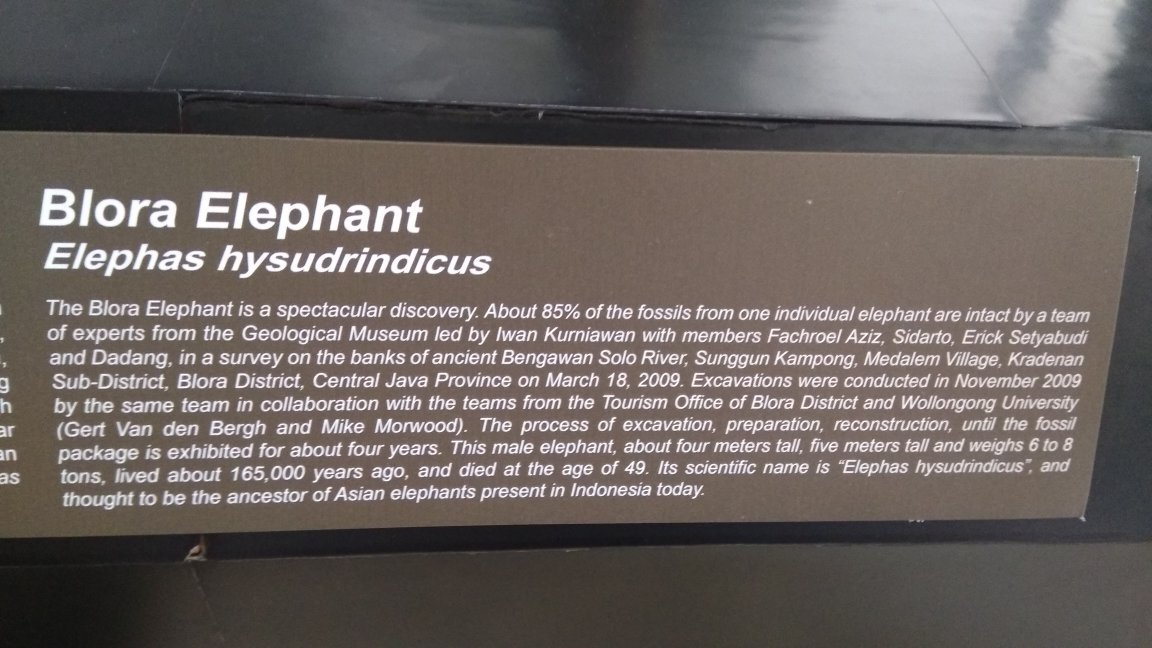 Blora Elephant
Elephas hysudrindicus
The Blora Elephant is a spectacular discovery. About 85% of the fossils from one individual elephant are intact by a team
of experts from the Geological Museum led by Iwan Kurniawan with members Fachroel Aziz, Sidarto, Erick Setyabudi
and Dadang, in a survey on the banks of ancient Bengawan Solo River, Sunggun Kampong, Medalem Village, Kradenan
Sub-District, Blora District, Central Java Province on March 18, 2009. Excavations were conducted in November 2009
by the same team in collaboration with the teams from the Tourism Office of Blora District and Wollongong University
(Gert Van den Bergh and Mike Morwood). The process of excavation, preparation, reconstruction, until the fossil
package is exhibited for about four years. This male elephant, about four meters tall, five meters tall and weighs 6 to 8
tons, lived about 165,000 years ago, and died at the age of 49. Its scientific name is “Elephas hysudrindicus”, and
thought to be the ancestor of Asian elephants present in Indonesia today.